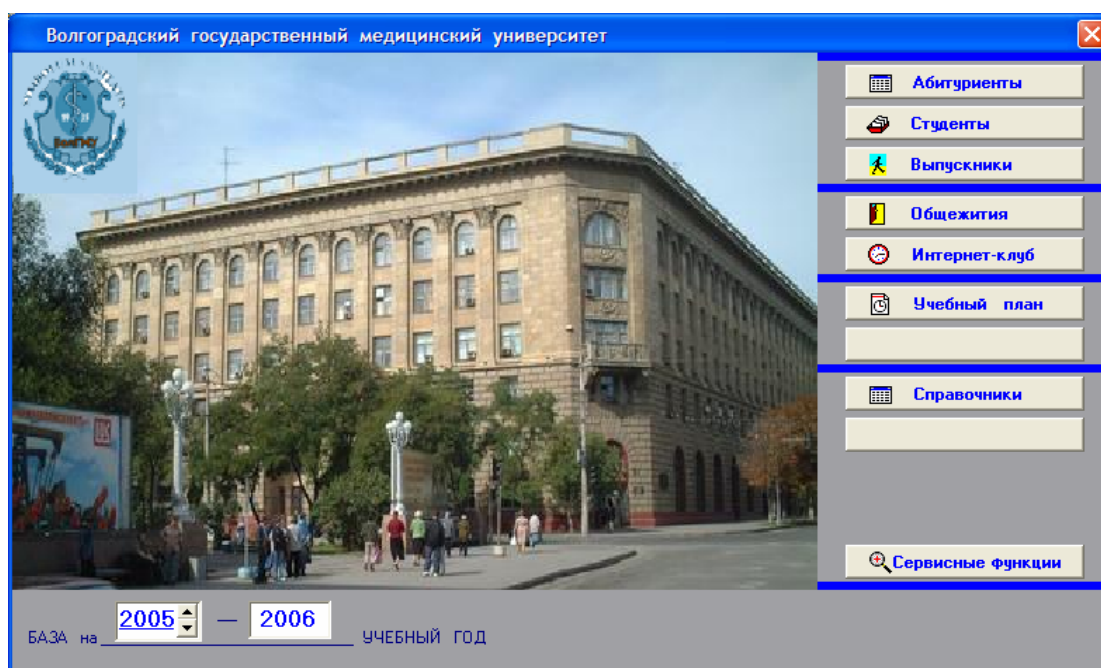 Волгоградский государственный медицинский университет
ВолГМУ
Абитуриенты
Студенты
Выпускники
Общежития
Интернет-клуб
Учебный план
Справочники
Сервисные функции
БАЗА на 2005 — 2006 УЧЕБНЫЙ ГОД